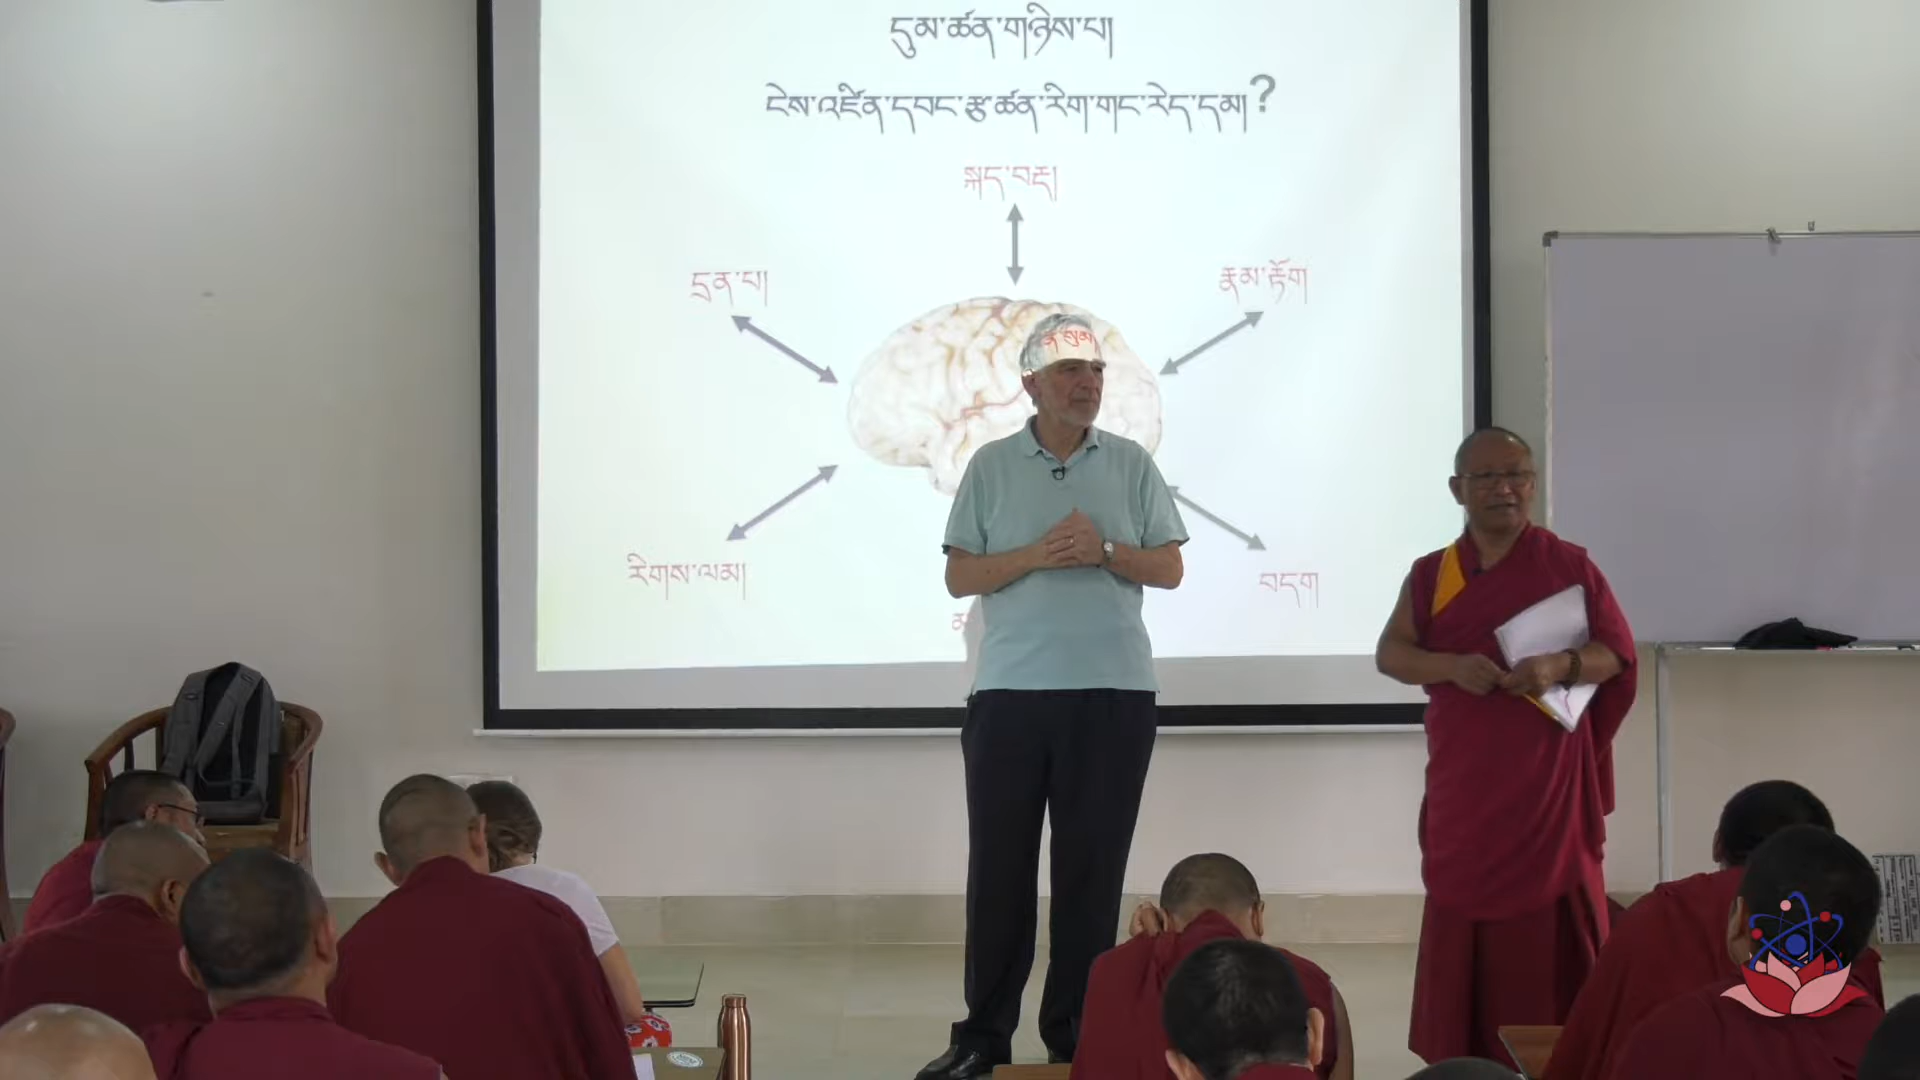 དུམ་ཚན་གཉིས་པ།
ངེས་འཛིན་དབང་རྩ་ཚན་རིག་གང་རེད་དམ།?
སྐད་བརྡ།
དྲན་པ།
རྣམ་རྟོག
རིགས་ལམ།
བདག